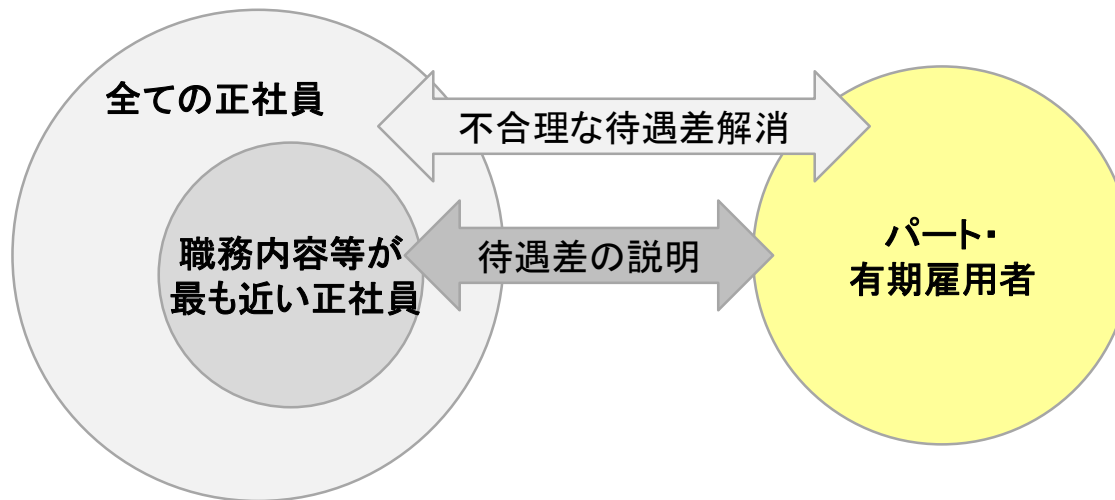 全ての正社員
不合理な待遇差解消
職務内容等が
最も近い正社員
待遇差の説明
パート・
有期雇用者